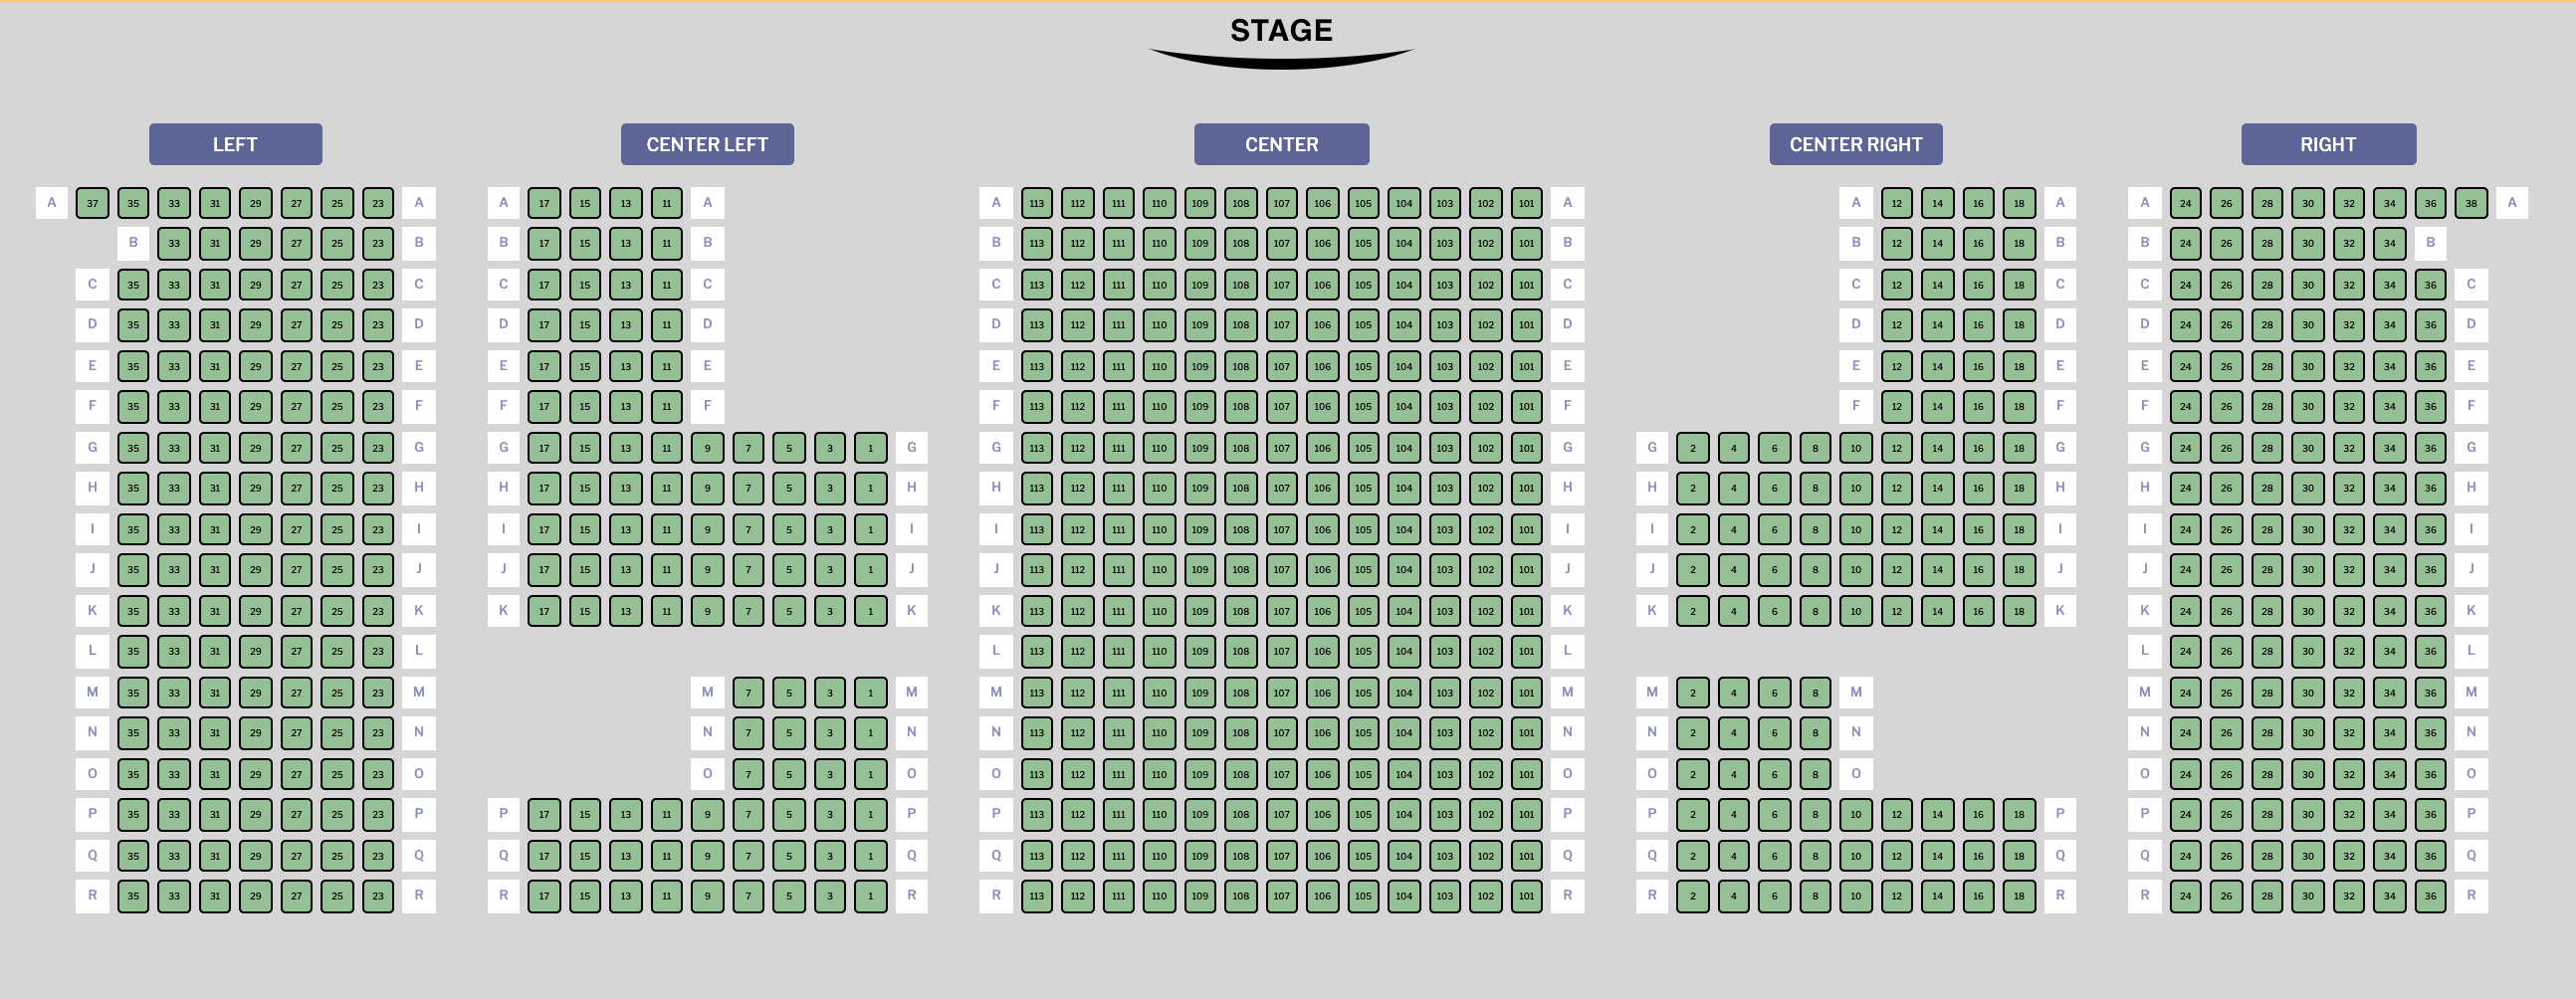 STAGE
LEFT CENTER LEFT CENTER CENTER RIGHT RIGHT
A 37 35 33 31 29 27 25 23 A A 17 15 13 11 A A 113 112 111 110 109 108 107 106 105 104 103 102 101 A A 12 14 16 18 A A 24 26 28 30 32 34 36 38 A
B 33 31 29 27 25 23 B B 17 15 13 11 B B 113 112 111 110 109 108 107 106 105 104 103 102 101 B B 12 14 16 18 B B 24 26 28 30 32 34 B
C 35 33 31 29 27 25 23 C C 17 15 13 11 C C 113 112 111 110 109 108 107 106 105 104 103 102 101 C C 12 14 16 18 C C 24 26 28 30 32 34 36 C
D 35 33 31 29 27 25 23 D D 17 15 13 11 D D 113 112 111 110 109 108 107 106 105 104 103 102 101 D D 12 14 16 18 D D 24 26 28 30 32 34 36 D
E 35 33 31 29 27 25 23 E E 17 15 13 11 E E 113 112 111 110 109 108 107 106 105 104 103 102 101 E E 12 14 16 18 E E 24 26 28 30 32 34 36 E
F 35 33 31 29 27 25 23 F F 17 15 13 11 F F 113 112 111 110 109 108 107 106 105 104 103 102 101 F F 12 14 16 18 F F 24 26 28 30 32 34 36 F
G 35 33 31 29 27 25 23 G G 17 15 13 11 9 7 5 3 1 G G 113 112 111 110 109 108 107 106 105 104 103 102 101 G G 2 4 6 8 10 12 14 16 18 G G 24 26 28 30 32 34 36 G
H 35 33 31 29 27 25 23 H H 17 15 13 11 9 7 5 3 1 H H 113 112 111 110 109 108 107 106 105 104 103 102 101 H H 2 4 6 8 10 12 14 16 18 H H 24 26 28 30 32 34 36 H
I 35 33 31 29 27 25 23 I I 17 15 13 11 9 7 5 3 1 I I 113 112 111 110 109 108 107 106 105 104 103 102 101 I I 2 4 6 8 10 12 14 16 18 I I 24 26 28 30 32 34 36 I
J 35 33 31 29 27 25 23 J J 17 15 13 11 9 7 5 3 1 J J 113 112 111 110 109 108 107 106 105 104 103 102 101 J J 2 4 6 8 10 12 14 16 18 J J 24 26 28 30 32 34 36 J
K 35 33 31 29 27 25 23 K K 17 15 13 11 9 7 5 3 1 K K 113 112 111 110 109 108 107 106 105 104 103 102 101 K K 2 4 6 8 10 12 14 16 18 K K 24 26 28 30 32 34 36 K
L 35 33 31 29 27 25 23 L L 113 112 111 110 109 108 107 106 105 104 103 102 101 L L 24 26 28 30 32 34 36 L
M 35 33 31 29 27 25 23 M M 7 5 3 1 M M 113 112 111 110 109 108 107 106 105 104 103 102 101 M M 2 4 6 8 M M 24 26 28 30 32 34 36 M
N 35 33 31 29 27 25 23 N N 7 5 3 1 N N 113 112 111 110 109 108 107 106 105 104 103 102 101 N N 2 4 6 8 N N 24 26 28 30 32 34 36 N
O 35 33 31 29 27 25 23 O O 7 5 3 1 O O 113 112 111 110 109 108 107 106 105 104 103 102 101 O O 2 4 6 8 O O 24 26 28 30 32 34 36 O
P 35 33 31 29 27 25 23 P P 17 15 13 11 9 7 5 3 1 P P 113 112 111 110 109 108 107 106 105 104 103 102 101 P P 2 4 6 8 10 12 14 16 18 P P 24 26 28 30 32 34 36 P
Q 35 33 31 29 27 25 23 Q Q 17 15 13 11 9 7 5 3 1 Q Q 113 112 111 110 109 108 107 106 105 104 103 102 101 Q Q 2 4 6 8 10 12 14 16 18 Q Q 24 26 28 30 32 34 36 Q
R 35 33 31 29 27 25 23 R R 17 15 13 11 9 7 5 3 1 R R 113 112 111 110 109 108 107 106 105 104 103 102 101 R R 2 4 6 8 10 12 14 16 18 R R 24 26 28 30 32 34 36 R